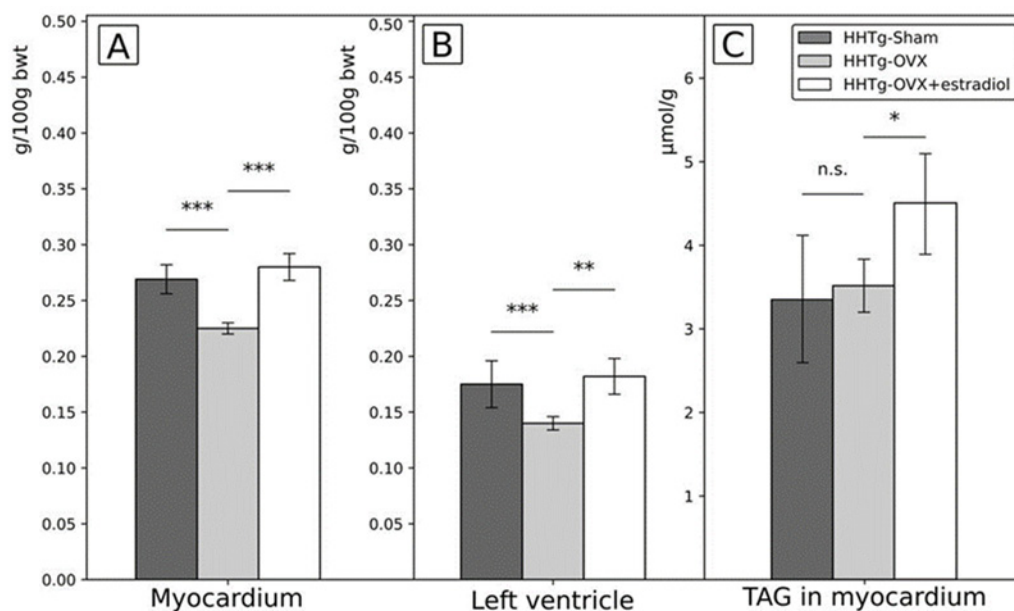 A
g/100g bwt
0.50
0.45
0.40
0.35
0.30
0.25
0.20
0.15
0.10
0.05
0.00
***
***
Myocardium
B
g/100g bwt
0.50
0.45
0.40
0.35
0.30
0.25
0.20
0.15
0.10
0.05
***
**
Left ventricle
C
HHTg-Sham
HHTg-OVX
HHTg-OVX+estradiol
µmol/g
6
5
4
3
2
1
n.s.
*
TAG in myocardium